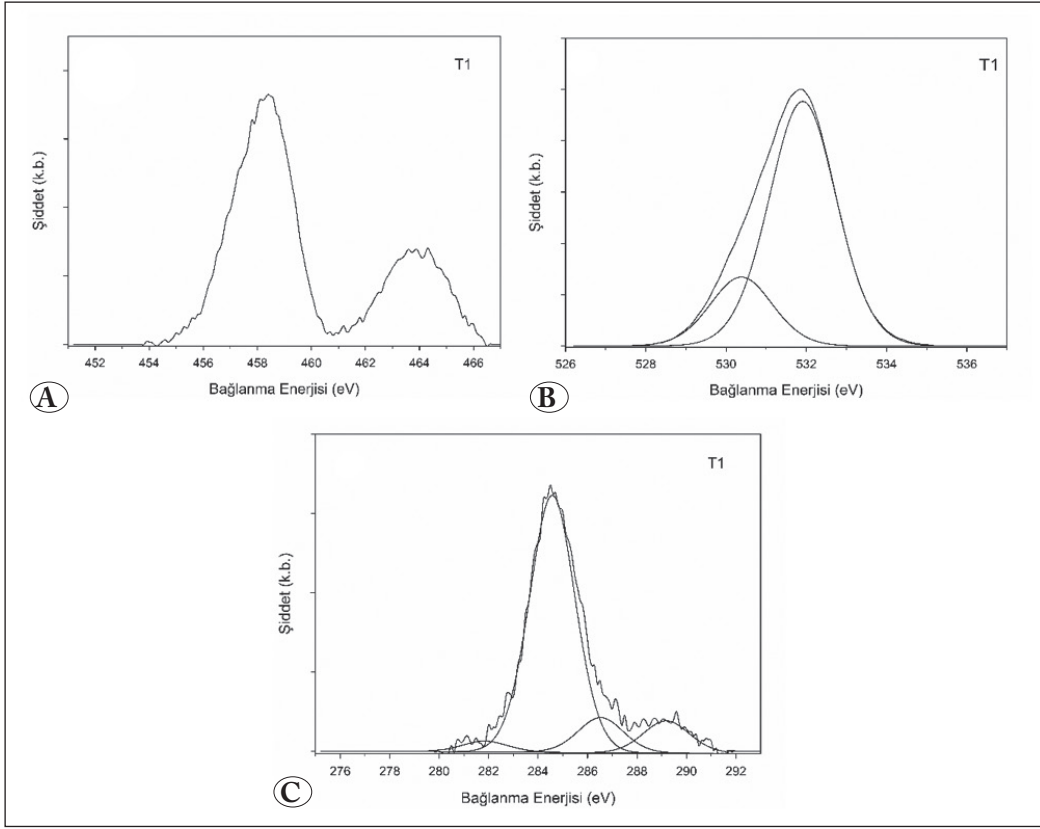 T1
Şiddet (k.b.)
452 454 456 458 460 462 464 466
Bağlanma Enerjisi (eV)
A
T1
Şiddet (k.b.)
526 528 530 532 534 536
Bağlanma Enerjisi (eV)
B
T1
Şiddet (k.b.)
276 278 280 282 284 286 288 290 292
Bağlanma Enerjisi (eV)
C